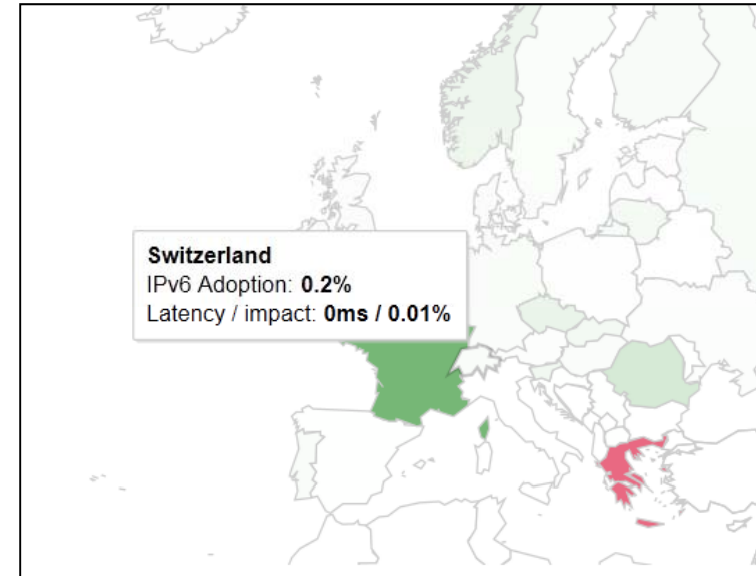 Switzerland
IPv6 Adoption: 0.2%
Latency / impact: 0ms / 0.01%